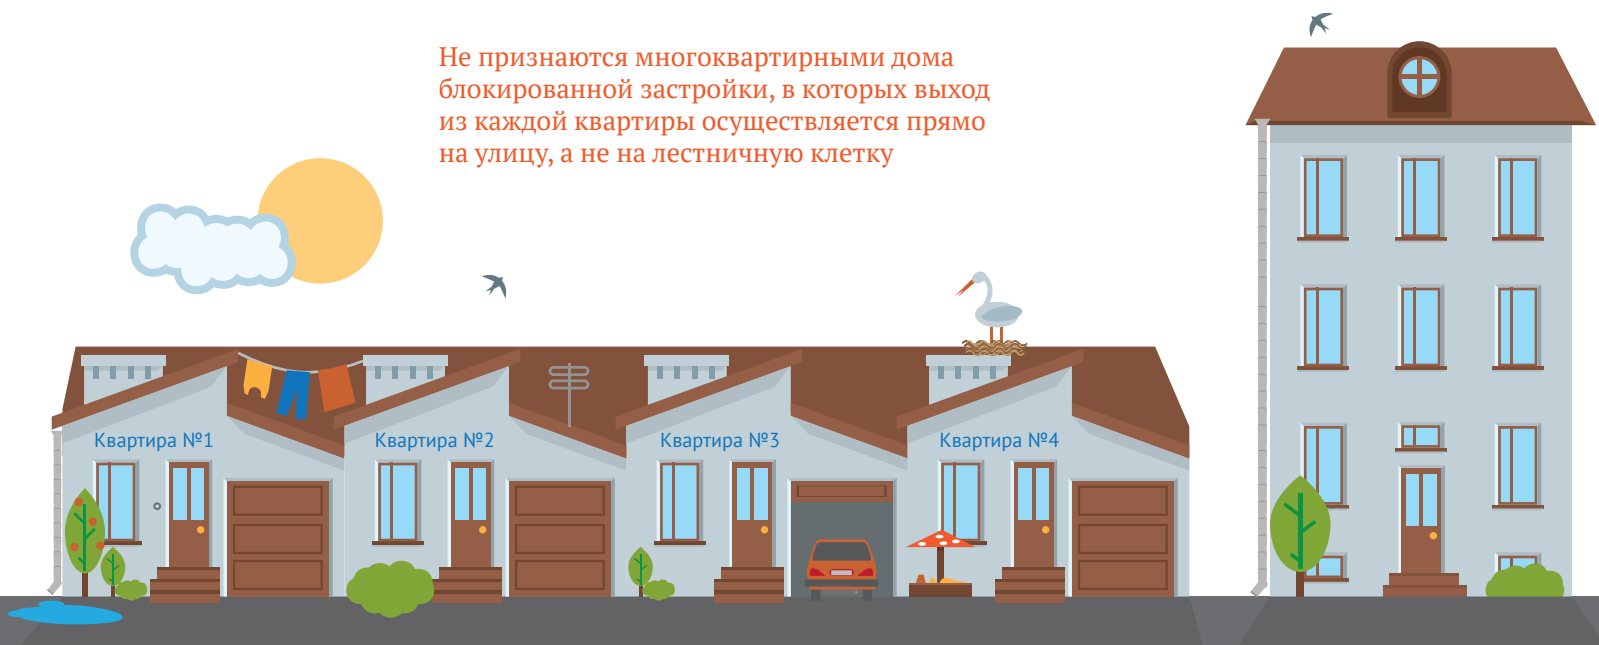 Не признаются многоквартирными дома
блокированной застройки, в которых выход
из каждой квартиры осуществляется прямо
на улицу, а не на лестничную клетку
Квартира №1
Квартира №2
Квартира №3
Квартира №4